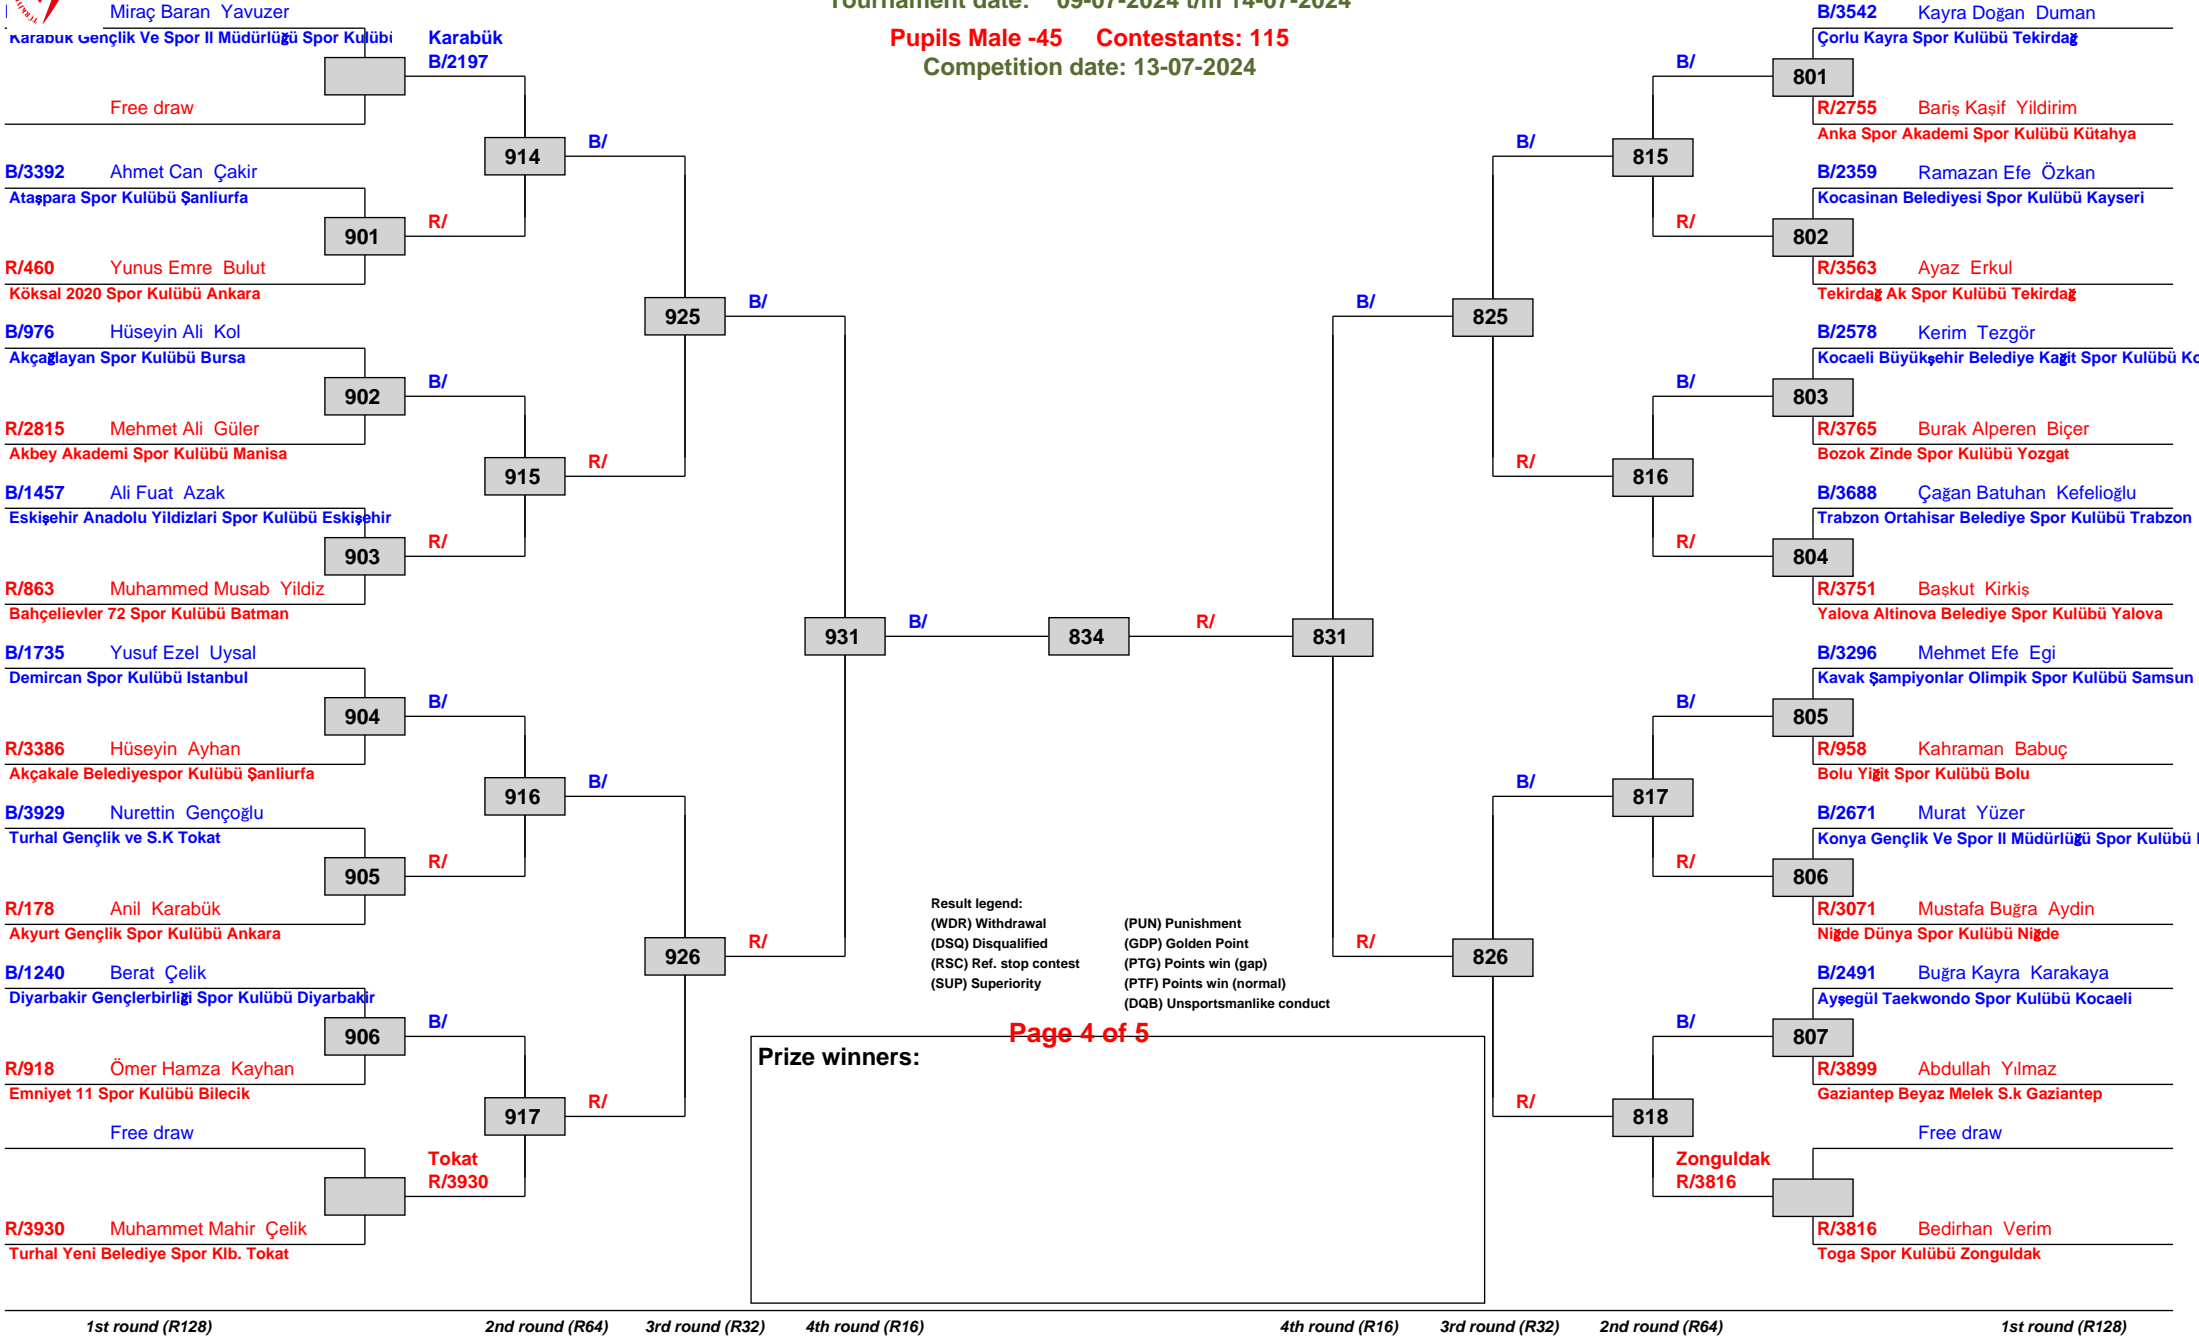 Tournament date: 09-07-2024 t/m 14-07-2024
Pupils Male -45 Contestants: 115
Competition date: 13-07-2024
Miraç Baran Yavuzer
Karabük Gençlik Ve Spor Il Müdürlüğü Spor Kulübü
Karabük
B/2197
Free draw
914
B/
B/3392 Ahmet Can Çakir
Ataşpara Spor Kulübü Şanliurfa
901
R/
R/460 Yunus Emre Bulut
Köksal 2020 Spor Kulübü Ankara
925
B/
B/976 Hüseyin Ali Kol
Akçağlayan Spor Kulübü Bursa
902
B/
R/2815 Mehmet Ali Güler
Akbey Akademi Spor Kulübü Manisa
915
R/
B/1457 Ali Fuat Azak
Eskişehir Anadolu Yildizlari Spor Kulübü Eskişehir
903
R/
R/863 Muhammed Musab Yildiz
Bahçelievler 72 Spor Kulübü Batman
931
B/
834
R/
831
B/1735 Yusuf Ezel Uysal
Demircan Spor Kulübü Istanbul
904
B/
R/3386 Hüseyin Ayhan
Akçakale Belediyespor Kulübü Şanliurfa
916
B/
B/3929 Nurettin Gençoğlu
Turhal Gençlik ve S.K Tokat
905
R/
R/178 Anil Karabük
Akyurt Gençlik Spor Kulübü Ankara
926
R/
B/1240 Berat Çelik
Diyarbakir Gençlerbirliği Spor Kulübü Diyarbakir
906
B/
R/918 Ömer Hamza Kayhan
Emniyet 11 Spor Kulübü Bilecik
917
R/
Free draw
Tokat
R/3930
R/3930 Muhammet Mahir Çelik
Turhal Yeni Belediye Spor Klb. Tokat
B/3542 Kayra Doğan Duman
Çorlu Kayra Spor Kulübü Tekirdağ
B/
801
R/2755 Bariş Kaşif Yildirim
Anka Spor Akademi Spor Kulübü Kütahya
B/
815
B/2359 Ramazan Efe Özkan
Kocasinan Belediyesi Spor Kulübü Kayseri
R/
802
R/3563 Ayaz Erkul
Tekirdağ Ak Spor Kulübü Tekirdağ
B/
825
B/2578 Kerim Tezgör
Kocaeli Büyükşehir Belediye Kağit Spor Kulübü Ko
B/
803
R/3765 Burak Alperen Biçer
Bozok Zinde Spor Kulübü Yozgat
R/
816
B/3688 Çağan Batuhan Kefelioğlu
Trabzon Ortahisar Belediye Spor Kulübü Trabzon
R/
804
R/3751 Başkut Kirkiş
Yalova Altinova Belediye Spor Kulübü Yalova
B/3296 Mehmet Efe Egi
Kavak Şampiyonlar Olimpik Spor Kulübü Samsun
B/
805
R/958 Kahraman Babuç
Bolu Yiğit Spor Kulübü Bolu
B/
817
B/2671 Murat Yüzer
Konya Gençlik Ve Spor Il Müdürlüğü Spor Kulübü
R/
806
R/3071 Mustafa Buğra Aydin
Niğde Dünya Spor Kulübü Niğde
R/
826
B/2491 Buğra Kayra Karakaya
Ayşegül Taekwondo Spor Kulübü Kocaeli
B/
807
R/3899 Abdullah Yılmaz
Gaziantep Beyaz Melek S.k Gaziantep
R/
818
Free draw
Zonguldak
R/3816
R/3816 Bedirhan Verim
Toga Spor Kulübü Zonguldak
Result legend:
(WDR) Withdrawal (PUN) Punishment
(DSQ) Disqualified (GDP) Golden Point
(RSC) Ref. stop contest (PTG) Points win (gap)
(SUP) Superiority (PTF) Points win (normal)
(DQB) Unsportsmanlike conduct
Page 4 of 5
Prize winners:
1st round (R128) 2nd round (R64) 3rd round (R32) 4th round (R16) 4th round (R16) 3rd round (R32) 2nd round (R64) 1st round (R128)